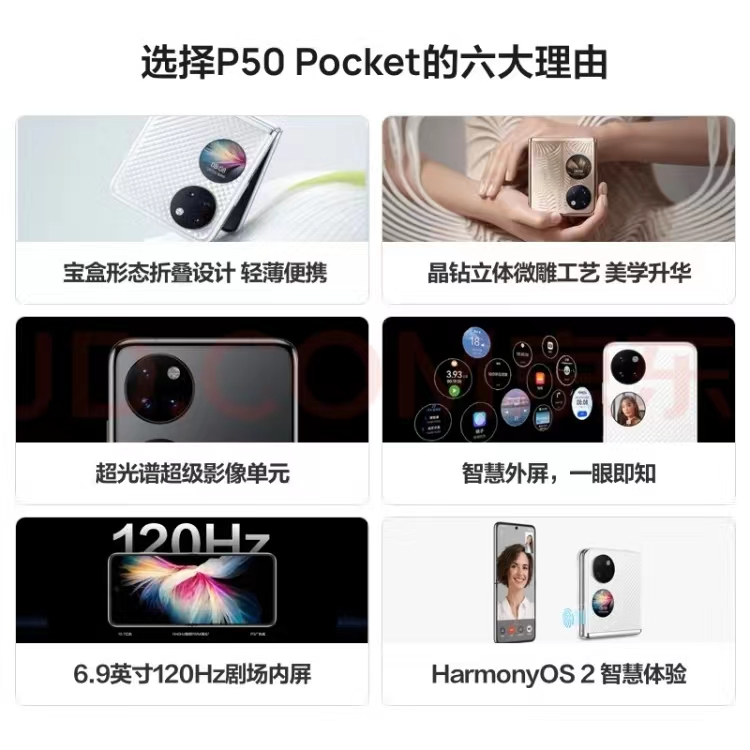 选择P50 Pocket的六大理由
宝盒形态折叠设计 轻薄便携
晶钻立体微雕工艺 美学升华
超光谱超级影像单元
智慧外屏，一眼即知
120Hz
6.9英寸120Hz剧场内屏
HarmonyOS 2 智慧体验